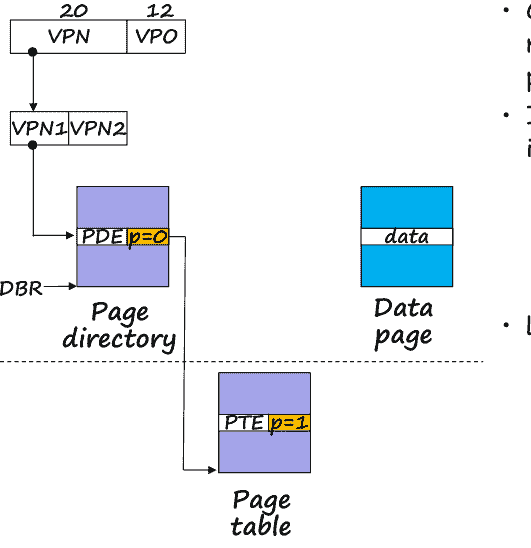 20 12
VPN VPO
VPN1 VPN2
PDE p=0 data
DBR
Page
directory
Data
page
PTE p=1
Page
table